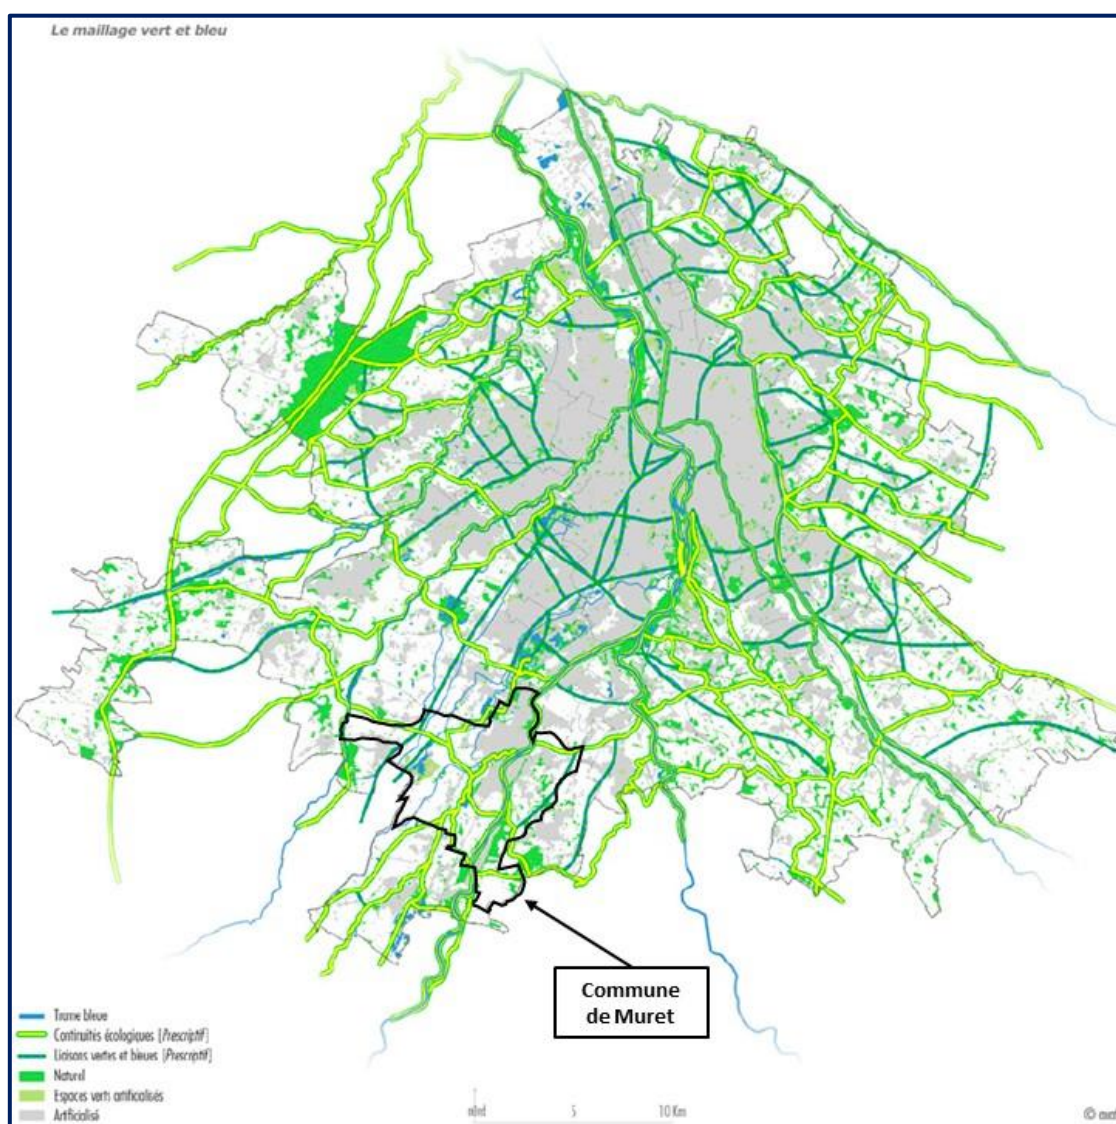 Le maillage vert et bleu
Commune
de Muret
Trame bleue
Continuités écologiques [Prescriptif]
Liaisons vertes et bleues [Prescriptif]
Naturel
Espaces verts artificialisés
Artificialisé
nord 5 10 Km
©